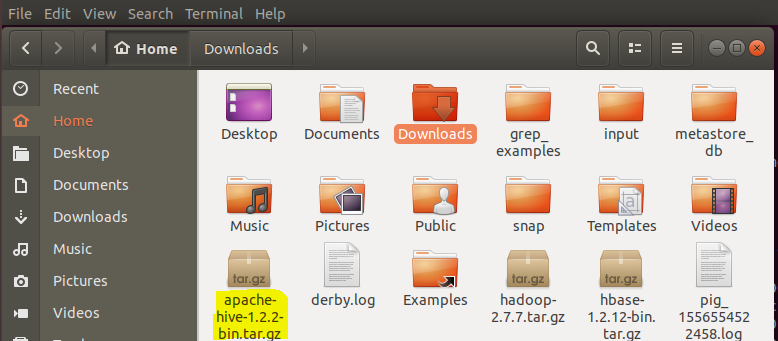 File Edit View Search Terminal Help
Home Downloads
Recent
Home
Desktop
Documents
Downloads
Music
Pictures
Videos
Desktop Documents Downloads grep_ input metastore_
examples db
Music Pictures Public snap Templates Videos
tar.gz tar.gz tar.gz
apache- derby.log Examples hadoop- hbase- pig_
hive-1.2.2- 2.7.7.tar.gz 1.2.12-bin. 155655452
bin.tar.gz tar.gz 2458.log